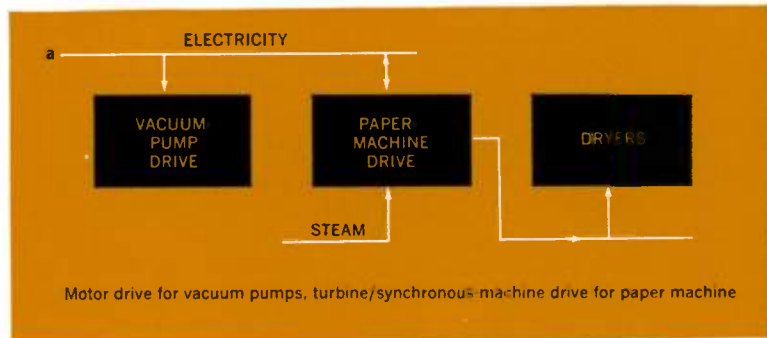 a
ELECTRICITY
VACUUM
PUMP
DRIVE
PAPER
MACHINE
DRIVE
DRYERS
STEAM
Motor drive for vacuum pumps, turbine/synchronous machine drive for paper machine